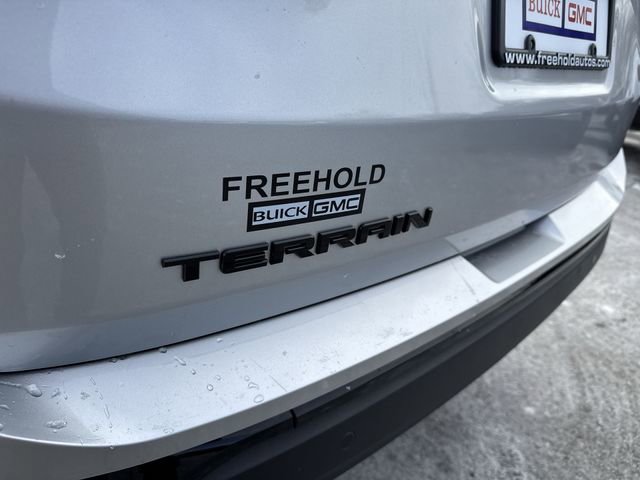 Buick GMC
www.freeholdautos.com
FREEHOLD
BUICK GMC
TERRAIN